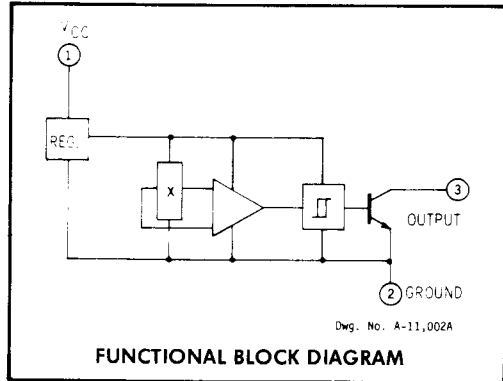 VCC
1
REG.
X
3
OUTPUT
2 GROUND
Dwg. No. A-11,002A
FUNCTIONAL BLOCK DIAGRAM